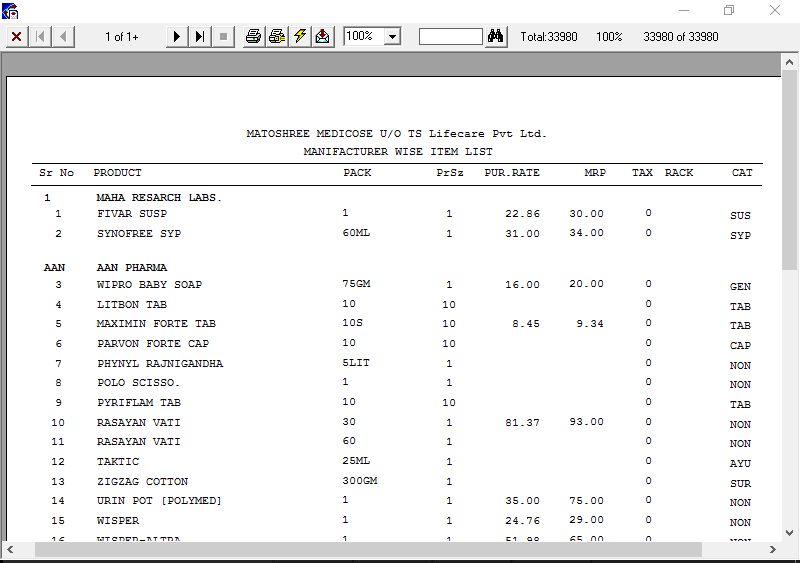 1 of 1+ 100% Total:33980 100% 33980 of 33980
MATOSHREE MEDICOSE U/O TS Lifecare Pvt Ltd.
MANIFACTURER WISE ITEM LIST
Sr No PRODUCT PACK PrSz PUR.RATE MRP TAX RACK CAT
1 MAHA RESARCH LABS.
1 FIVAR SUSP 1 1 22.86 30.00 0 SUS
2 SYNOFREE SYP 60ML 1 31.00 34.00 0 SYP
AAN AAN PHARMA
3 WIPRO BABY SOAP 75GM 1 16.00 20.00 0 GEN
4 LITBON TAB 10 10 0 TAB
5 MAXIMIN FORTE TAB 10S 10 8.45 9.34 0 TAB
6 PARVON FORTE CAP 10 10 0 CAP
7 PHYNYL RAJNIGANDHA 5LIT 1 0 NON
8 POLO SCISSO. 1 1 0 NON
9 PYRIFLAM TAB 10 10 0 TAB
10 RASAYAN VATI 30 1 81.37 93.00 0 NON
11 RASAYAN VATI 60 1 0 NON
12 TAKTIC 25ML 1 0 AYU
13 ZIGZAG COTTON 300GM 1 0 SUR
14 URIN POT [POLYMED] 1 1 35.00 75.00 0 NON
15 WISPER 1 1 24.76 29.00 0 NON
16 WISPER-ALTRA 1 1 51.98 65.00 0 NON